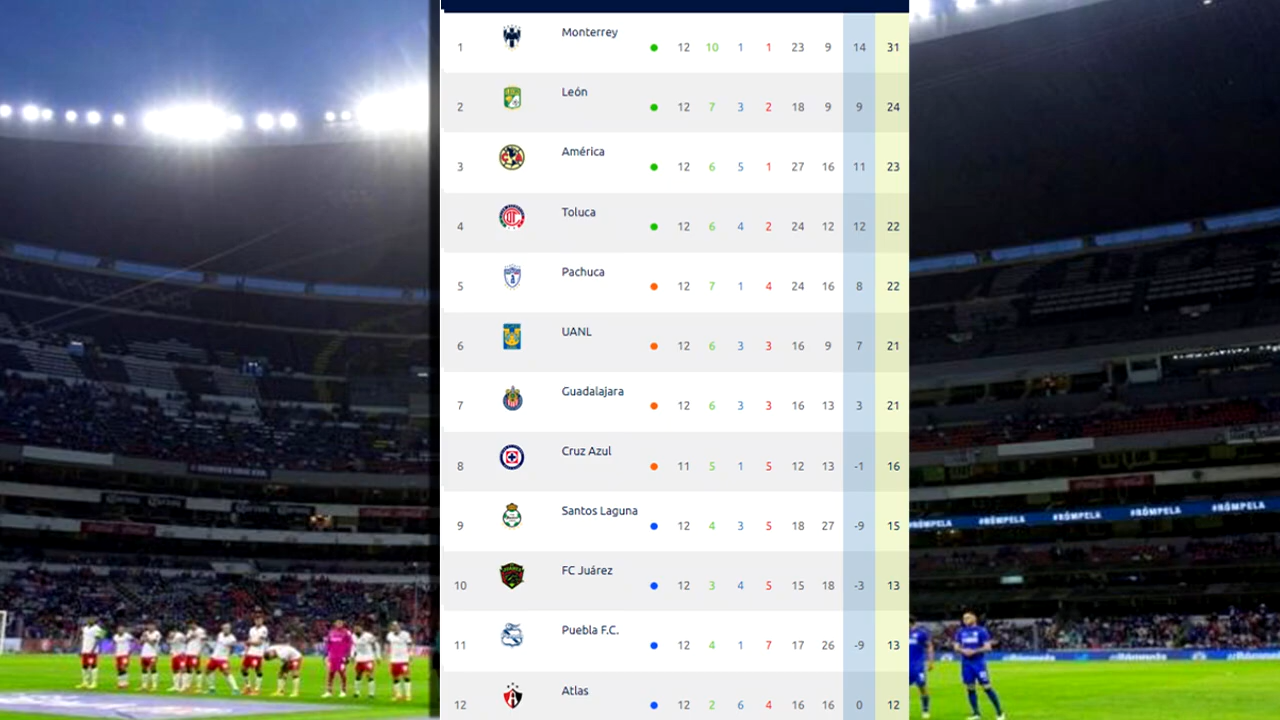 1 Monterrey 12 10 1 1 23 9 14 31
2 León 12 7 3 2 18 9 9 24
3 América 12 6 5 1 27 16 11 23
4 Toluca 12 6 4 2 24 12 12 22
5 Pachuca 12 7 1 4 24 16 8 22
6 UANL 12 6 3 3 16 9 7 21
7 Guadalajara 12 6 3 3 16 13 3 21
8 Cruz Azul 11 5 1 5 12 13 -1 16
9 Santos Laguna 12 4 3 5 18 27 -9 15
#RÓMPELA #RÓMPELA #RÓMPELA #RÓMPELA
10 FC Juárez 12 3 4 5 15 18 -3 13
11 Puebla F.C. 12 4 1 7 17 26 -9 13
12 Atlas 12 2 6 4 16 16 0 12